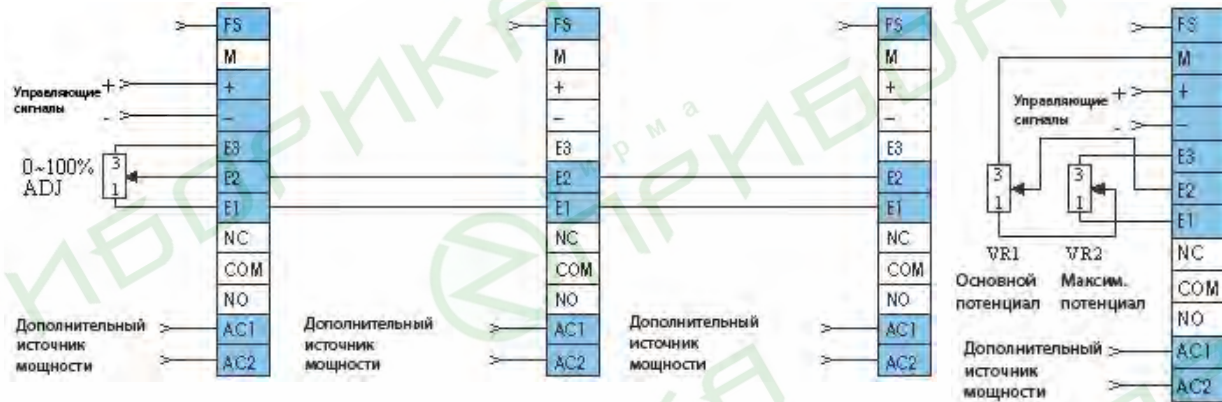 FS
M
+
−
E3
E2
E1
NC
COM
NO
AC1
AC2
Управляющие +
сигналы -
0~100%
ADJ
3
1
Дополнительный
источник
мощности
FS
M
+
−
E3
E2
E1
NC
COM
NO
AC1
AC2
Дополнительный
источник
мощности
FS
M
+
−
E3
E2
E1
NC
COM
NO
AC1
AC2
Дополнительный
источник
мощности
FS
M
+
−
E3
E2
E1
NC
COM
NO
AC1
AC2
Управляющие +
сигналы -
3
1
3
1
VR1 VR2
Основной Максим.
потенциал потенциал
Дополнительный
источник
мощности
фирма
ПРИБОРИКА